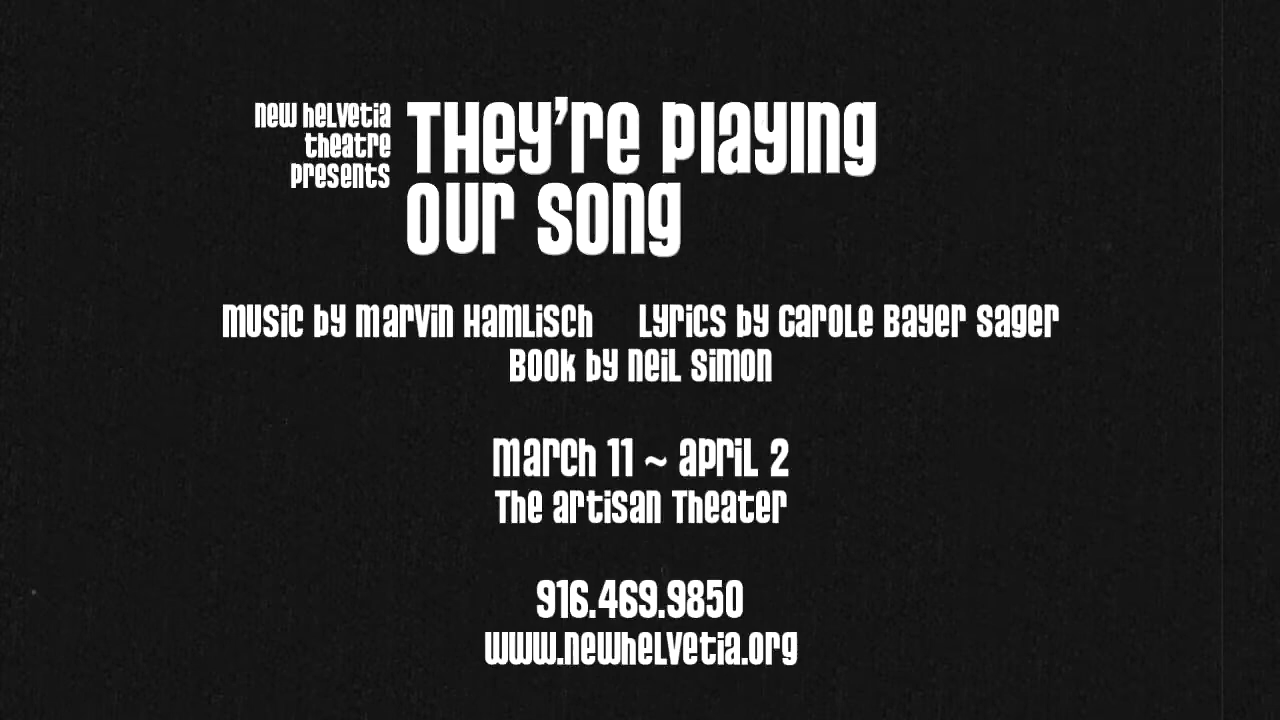 new Helvetia
theatre
presents
THey're playing
our song
music by Marvin Hamlisch Lyrics by Carole Bayer Sager
Book by Neil Simon
March 11 ~ April 2
The Artisan Theater
916.469.9850
www.newhelvetia.org